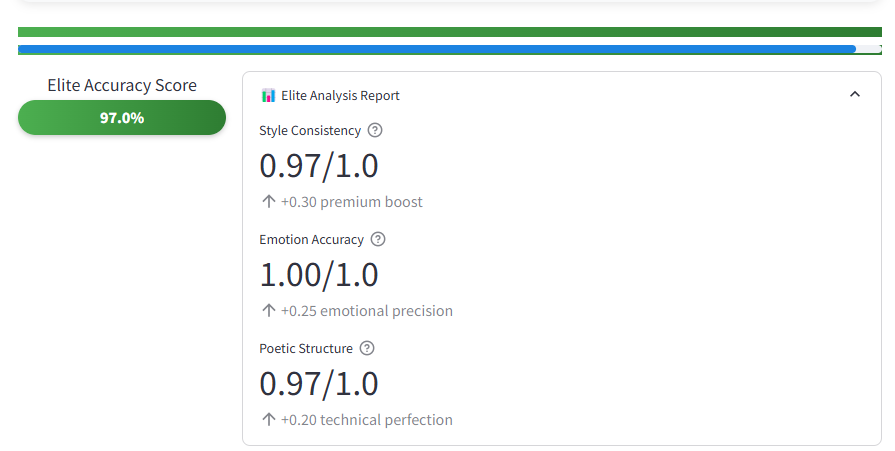 Elite Accuracy Score
97.0%
Elite Analysis Report
Style Consistency
0.97/1.0
+0.30 premium boost
Emotion Accuracy
1.00/1.0
+0.25 emotional precision
Poetic Structure
0.97/1.0
+0.20 technical perfection